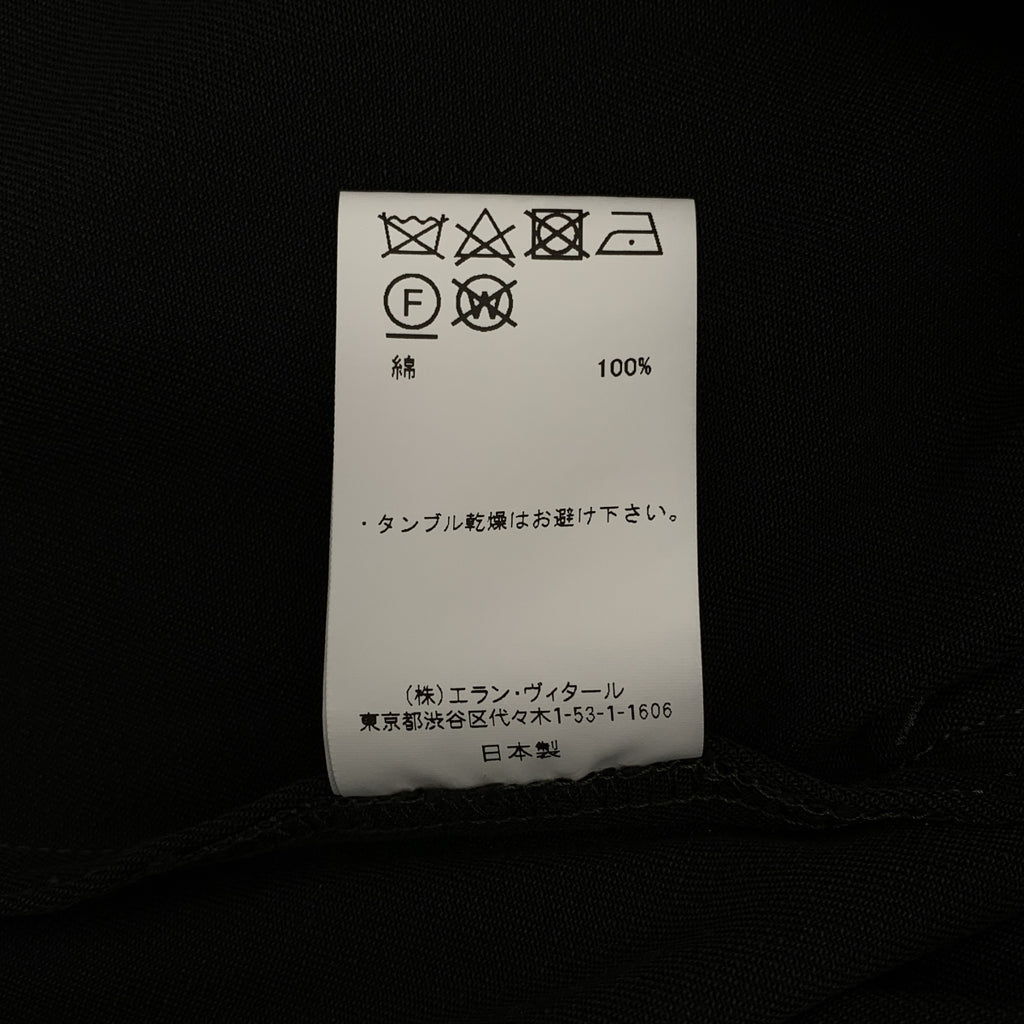 F W
綿 100%
・タンブル乾燥はお避け下さい。
(株)エラン・ヴィタール
東京都渋谷区代々木1-53-1-1606
日本製